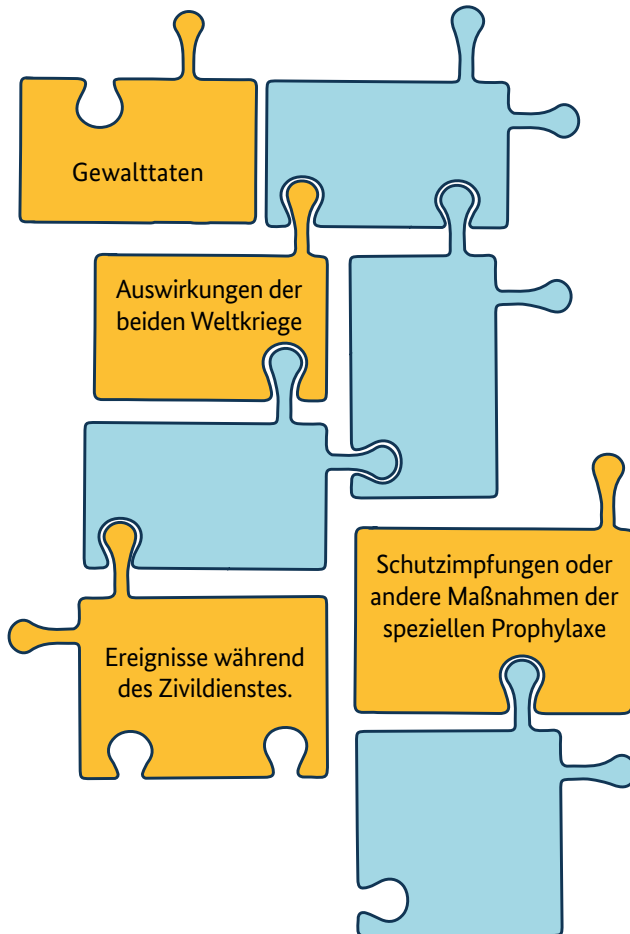 Gewalttaten
Auswirkungen der
beiden Weltkriege
Schutzimpfungen oder
andere Maßnahmen der
speziellen Prophylaxe
Ereignisse während
des Zivildienstes.